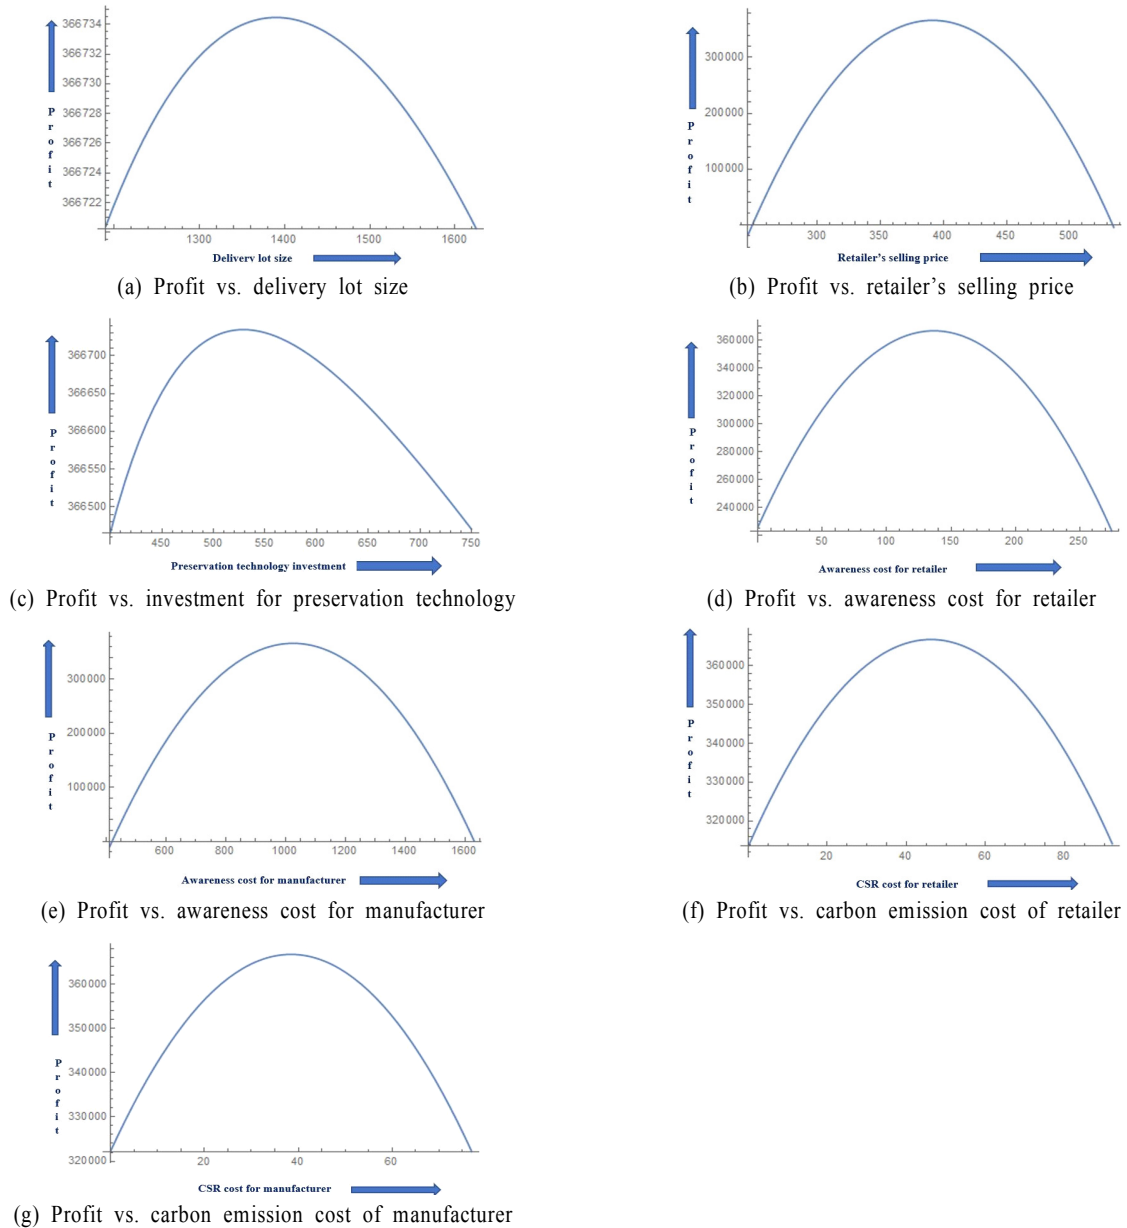 366734
366732
366730
366728
366726
366724
366722
Profit
1300 1400 1500 1600
Delivery lot size
(a) Profit vs. delivery lot size
300000
200000
100000
Profit
300 350 400 450 500
Retailer's selling price
(b) Profit vs. retailer's selling price
366700
366650
366600
366550
366500
Profit
450 500 550 600 650 700 750
Preservation technology investment
(c) Profit vs. investment for preservation technology
360000
340000
320000
300000
280000
260000
240000
Profit
50 100 150 200 250
Awareness cost for retailer
(d) Profit vs. awareness cost for retailer
300000
200000
100000
Profit
600 800 1000 1200 1400 1600
Awareness cost for manufacturer
(e) Profit vs. awareness cost for manufacturer
360000
350000
340000
330000
320000
Profit
20 40 60 80
CSR cost for retailer
(f) Profit vs. carbon emission cost of retailer
360000
350000
340000
330000
320000
Profit
20 40 60
CSR cost for manufacturer
(g) Profit vs. carbon emission cost of manufacturer